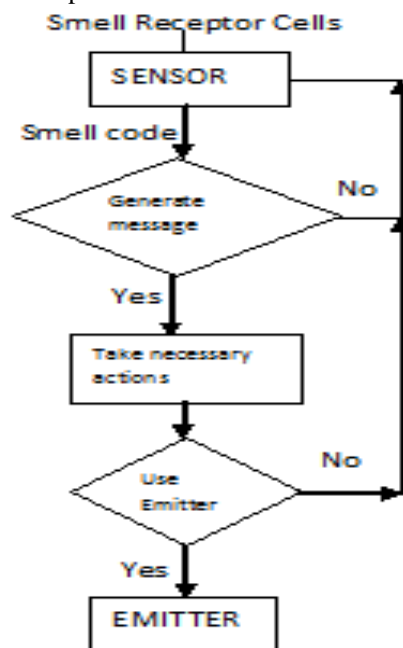 Smell Receptor Cells
SENSOR
Smell code
Generate
message
No
Yes
Take necessary
actions
No
Use
Emitter
Yes
EMITTER